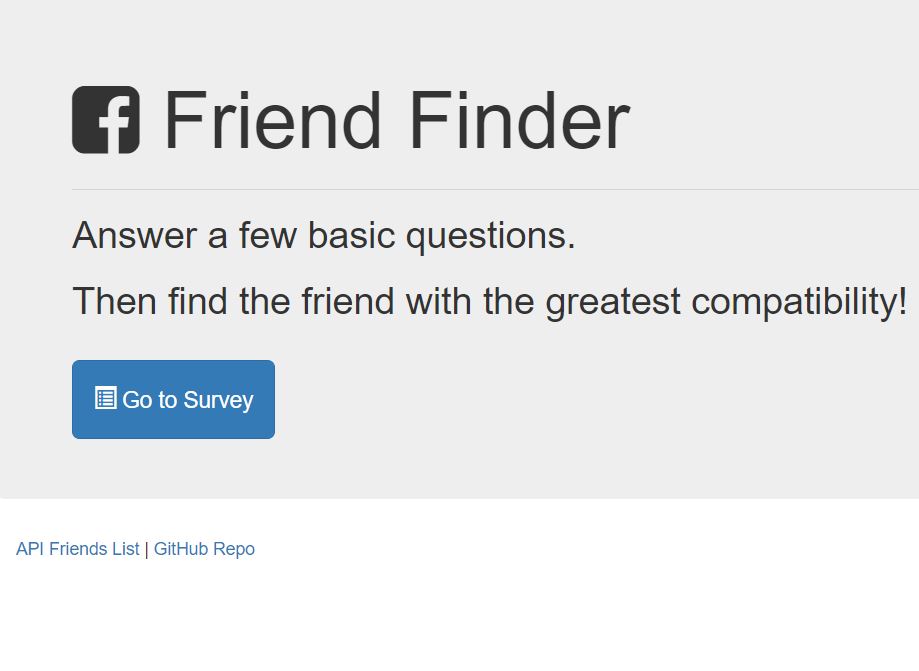 Friend Finder
Answer a few basic questions.
Then find the friend with the greatest compatibility!
Go to Survey
API Friends List | GitHub Repo